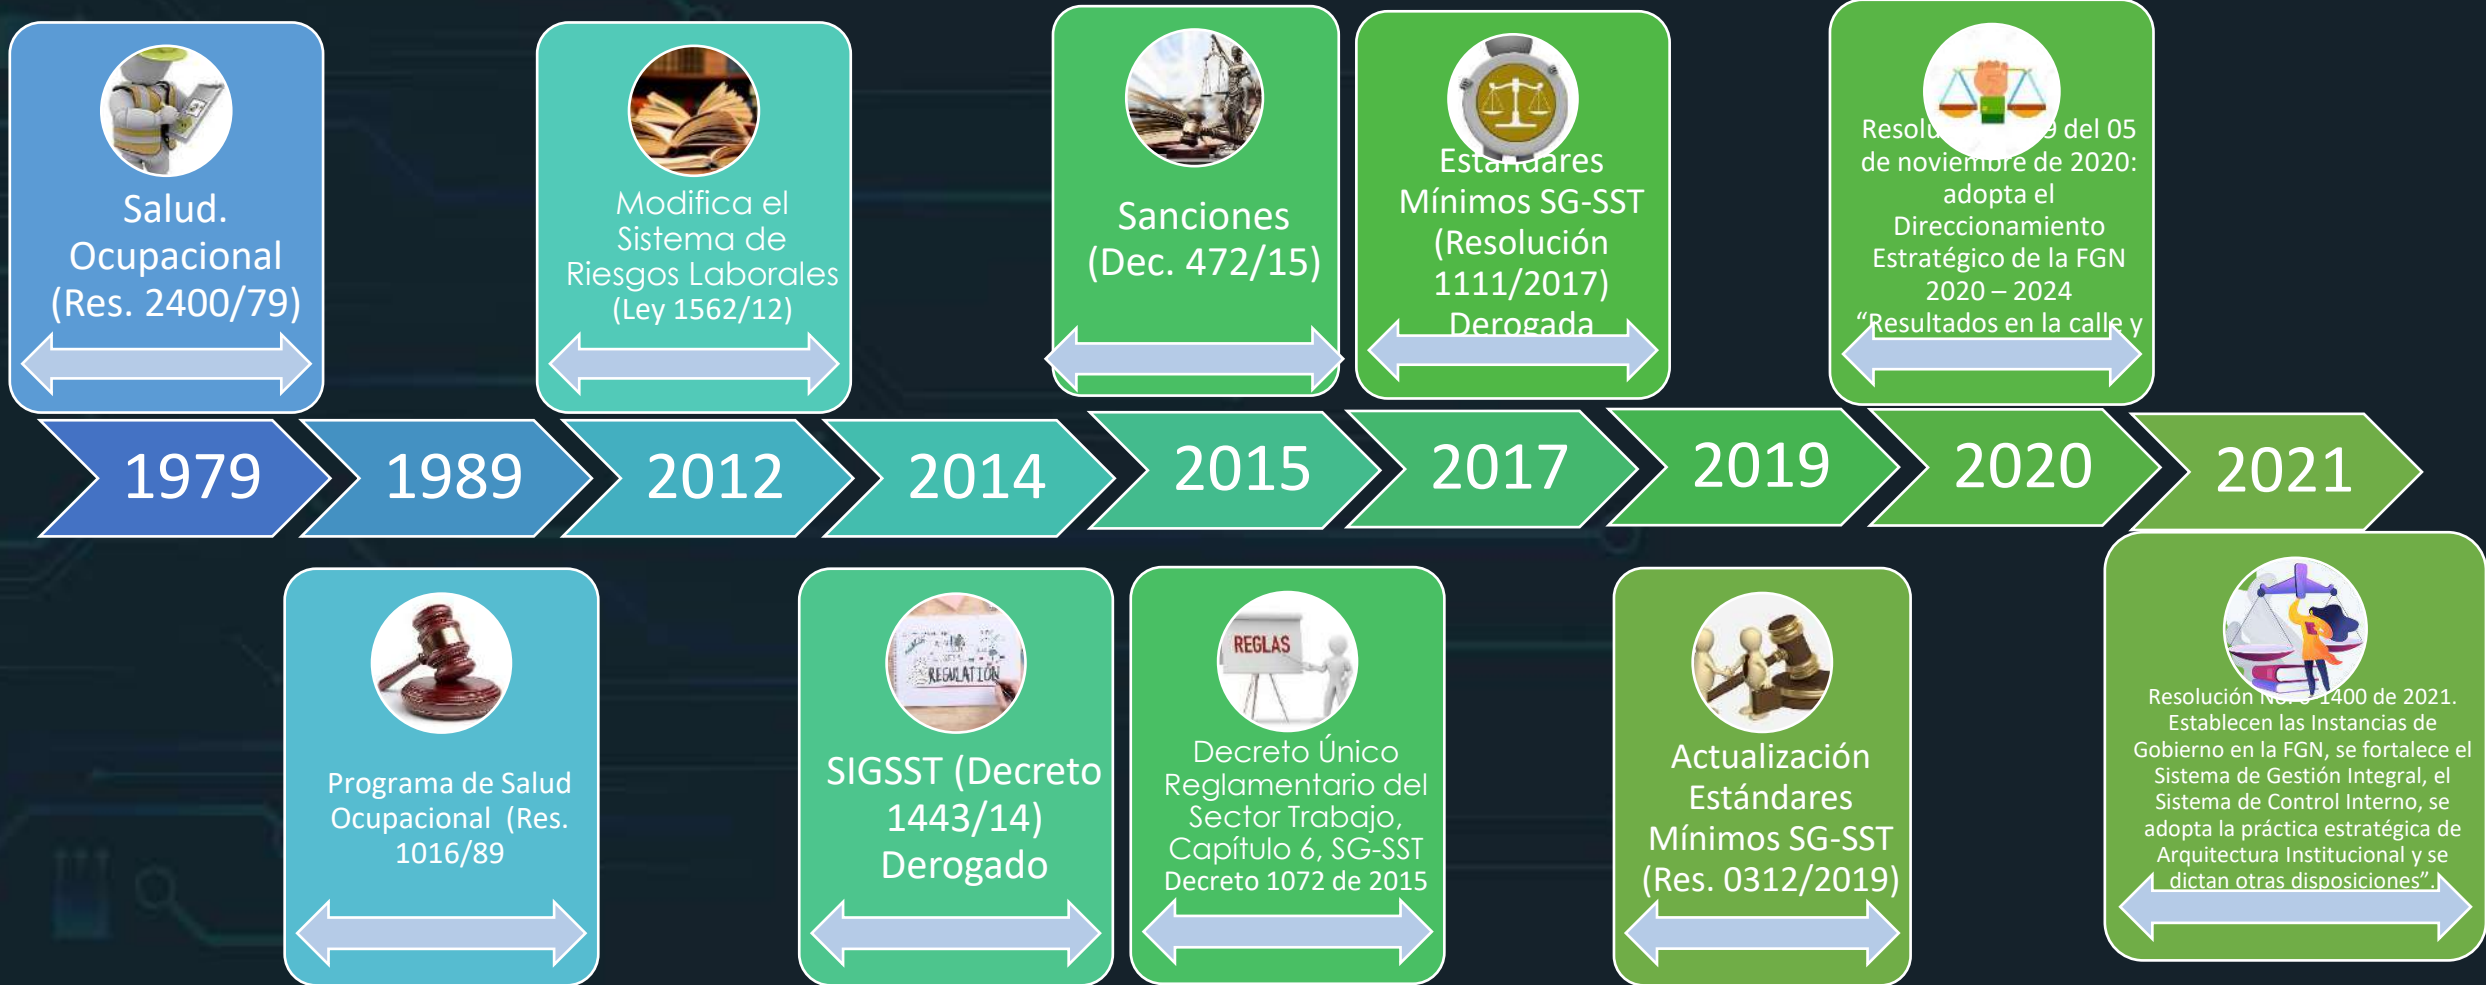 Salud.
Ocupacional
(Res. 2400/79)
Modifica el
Sistema de
Riesgos Laborales
(Ley 1562/12)
Sanciones
(Dec. 472/15)
Estándares
Mínimos SG-SST
(Resolución
1111/2017)
Derogada
del 05
de noviembre de 2020:
adopta el
Direccionamiento
Estratégico de la FGN
2020 – 2024
“Resultados en la calle y
1979
1989
2012
2014
2015
2017
2019
2020
2021
Programa de Salud
Ocupacional (Res.
1016/89
REGULATION
SIGSST (Decreto
1443/14)
Derogado
REGLAS
Decreto Único
Reglamentario del
Sector Trabajo,
Capítulo 6, SG-SST
Decreto 1072 de 2015
Actualización
Estándares
Mínimos SG-SST
(Res. 0312/2019)
Resolución 1400 de 2021.
Establecen las Instancias de
Gobierno en la FGN, se fortalece el
Sistema de Gestión Integral, el
Sistema de Control Interno, se
adopta la práctica estratégica de
Arquitectura Institucional y se
dictan otras disposiciones”.